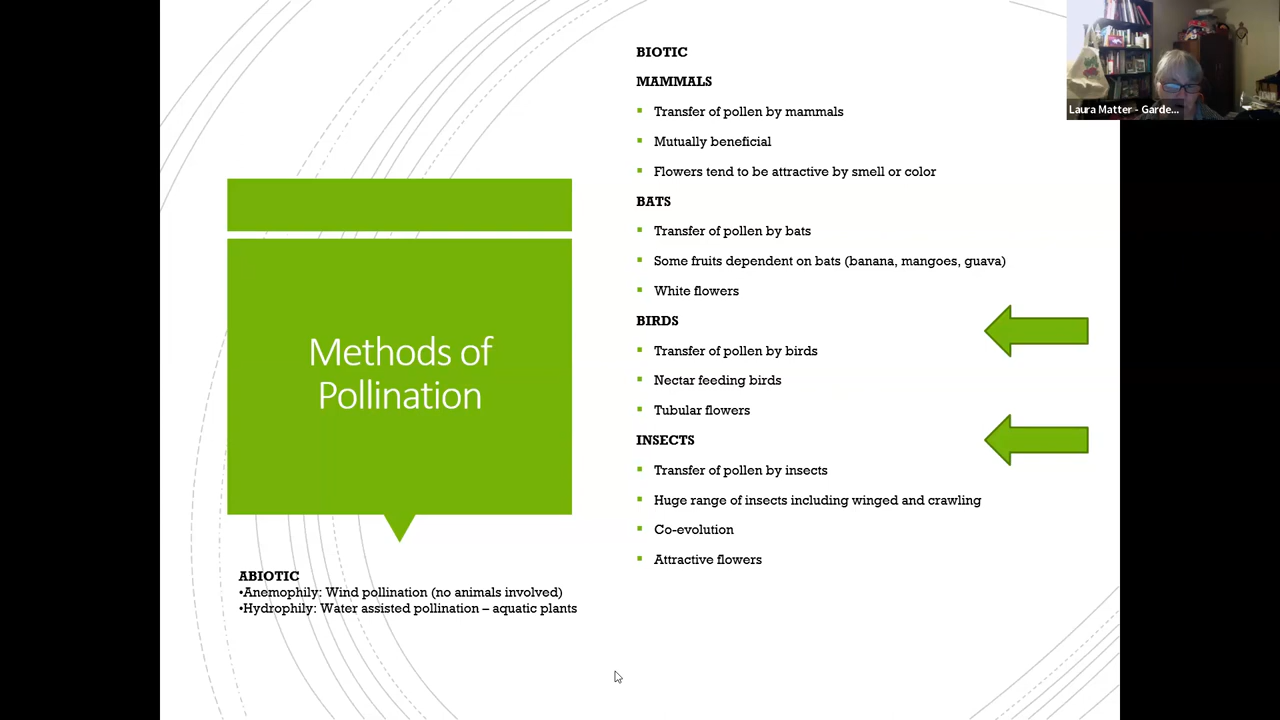 Methods of
Pollination
ABIOTIC
•Anemophily: Wind pollination (no animals involved)
•Hydrophily: Water assisted pollination – aquatic plants
BIOTIC
MAMMALS
▪ Transfer of pollen by mammals
▪ Mutually beneficial
▪ Flowers tend to be attractive by smell or color
BATS
▪ Transfer of pollen by bats
▪ Some fruits dependent on bats (banana, mangoes, guava)
▪ White flowers
BIRDS
▪ Transfer of pollen by birds
▪ Nectar feeding birds
▪ Tubular flowers
INSECTS
▪ Transfer of pollen by insects
▪ Huge range of insects including winged and crawling
▪ Co-evolution
▪ Attractive flowers
Laura Matter - Garde...